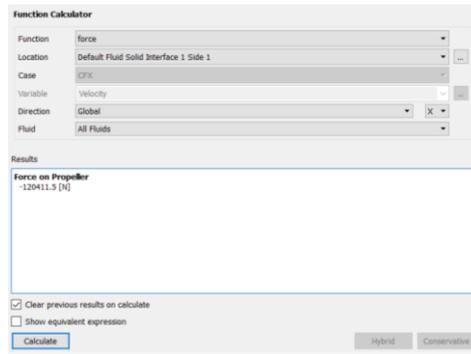 Function Calculator
Function force
Location Default Fluid Solid Interface 1 Side 1 ...
Case CFX
Variable Velocity ...
Direction Global X
Fluid All Fluids
Results
Force on Propeller
-120411.5 [N]
Clear previous results on calculate
Show equivalent expression
Calculate Hybrid Conservative